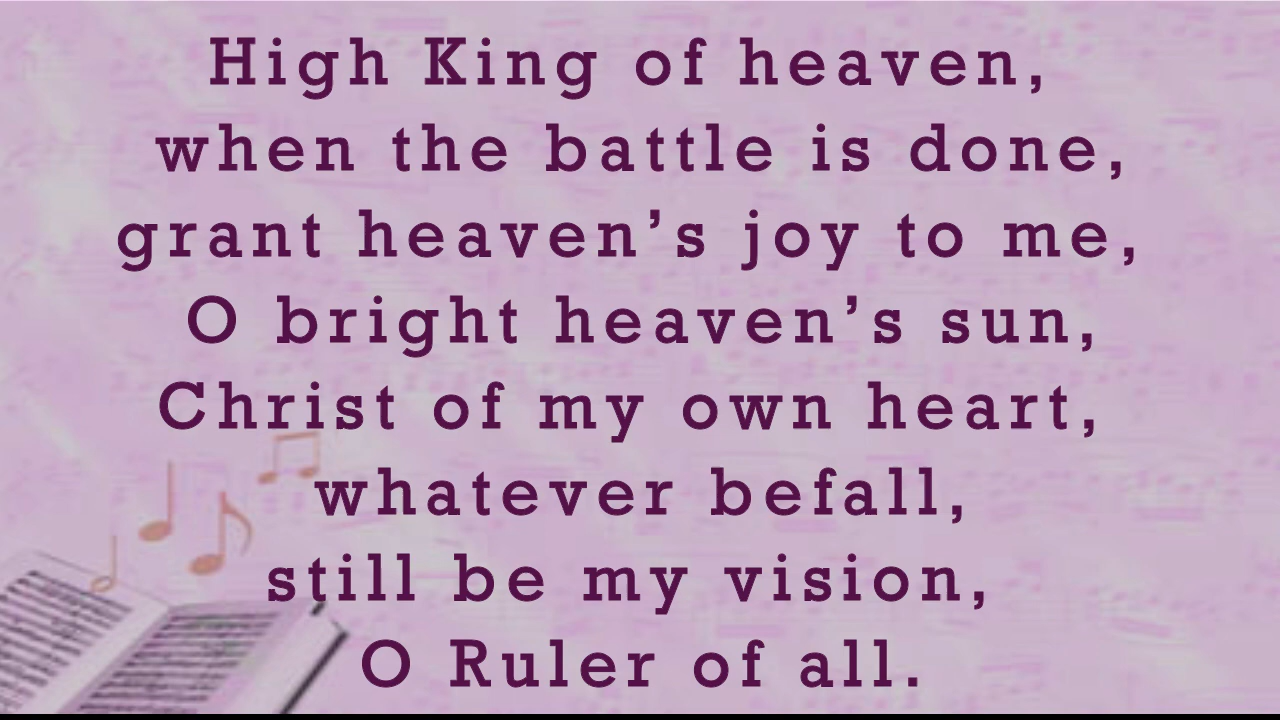 High King of heaven,
when the battle is done,
grant heaven’s joy to me,
O bright heaven’s sun,
Christ of my own heart,
whatever befall,
still be my vision,
O Ruler of all.